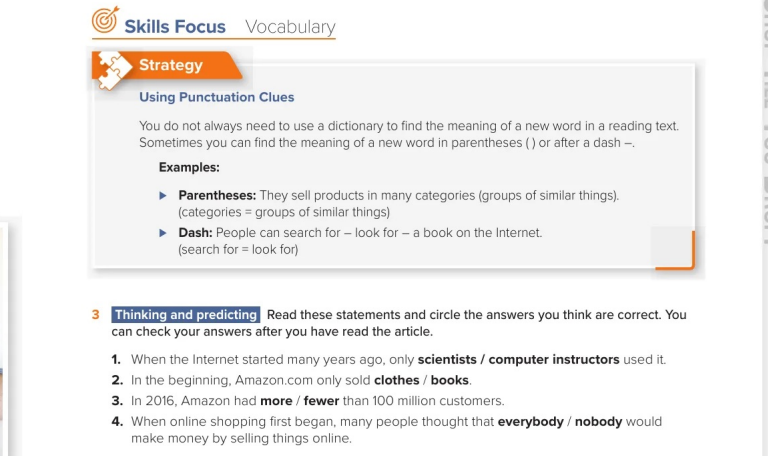 Skills Focus Vocabulary
Strategy
Using Punctuation Clues
You do not always need to use a dictionary to find the meaning of a new word in a reading text.
Sometimes you can find the meaning of a new word in parentheses ( ) or after a dash –.
Examples:
► Parentheses: They sell products in many categories (groups of similar things).
(categories = groups of similar things)
► Dash: People can search for – look for – a book on the Internet.
(search for = look for)
3 Thinking and predicting Read these statements and circle the answers you think are correct. You
can check your answers after you have read the article.
1. When the Internet started many years ago, only scientists / computer instructors used it.
2. In the beginning, Amazon.com only sold clothes / books.
3. In 2016, Amazon had more / fewer than 100 million customers.
4. When online shopping first began, many people thought that everybody / nobody would
make money by selling things online.